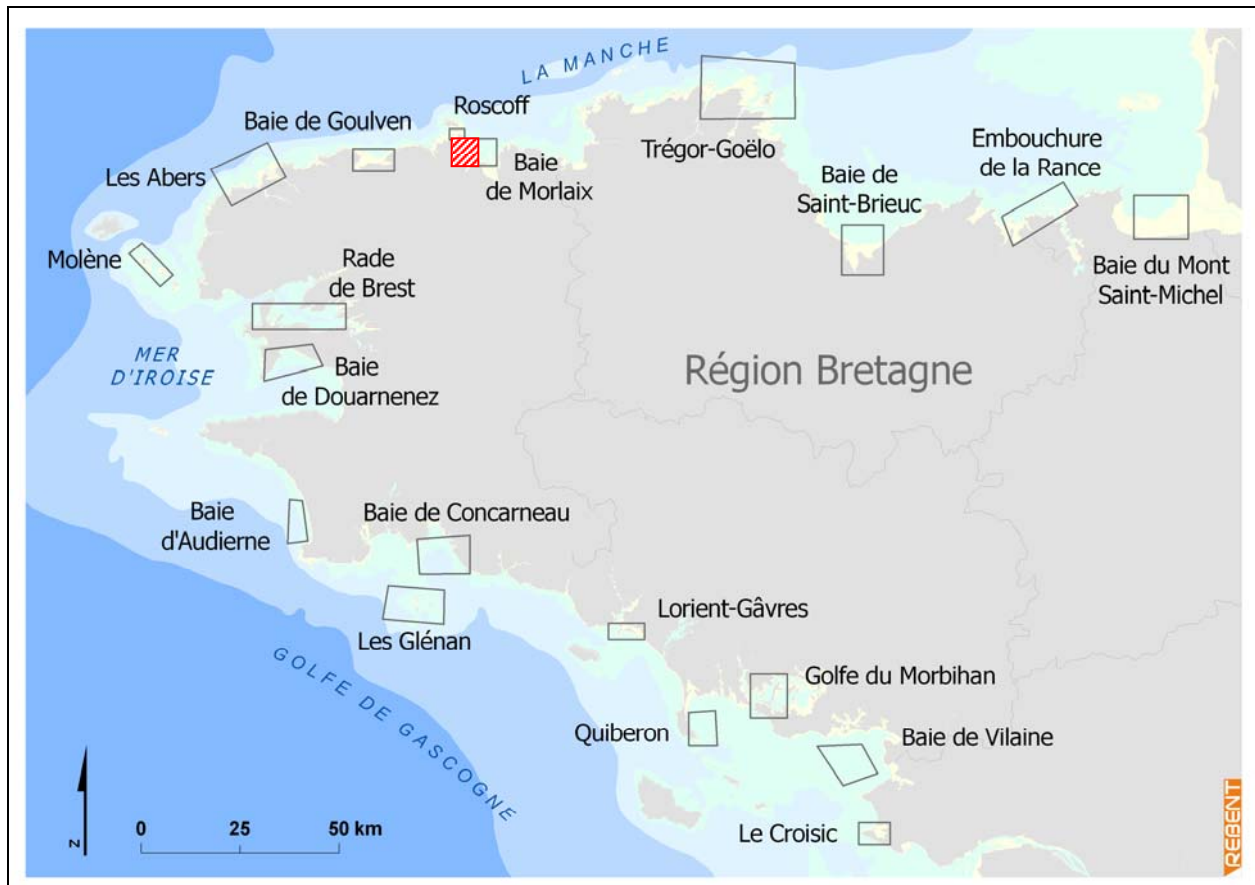 LA MANCHE
Roscoff
Baie de Goulven
Les Abers
Baie
de Morlaix
Trégor-Goëlo
Embouchure
de la Rance
Baie de
Saint-Brieuc
Baie du Mont
Saint-Michel
Molène
Rade
de Brest
MER
D'IROISE
Baie
de Douarnenez
Région Bretagne
Baie
d'Audierne
Baie de Concarneau
Les Glénan
Lorient-Gâvres
Golfe du Morbihan
Quiberon
Baie de Vilaine
GOLFE DE GASCOGNE
Le Croisic
N
0 25 50 km
REBENT